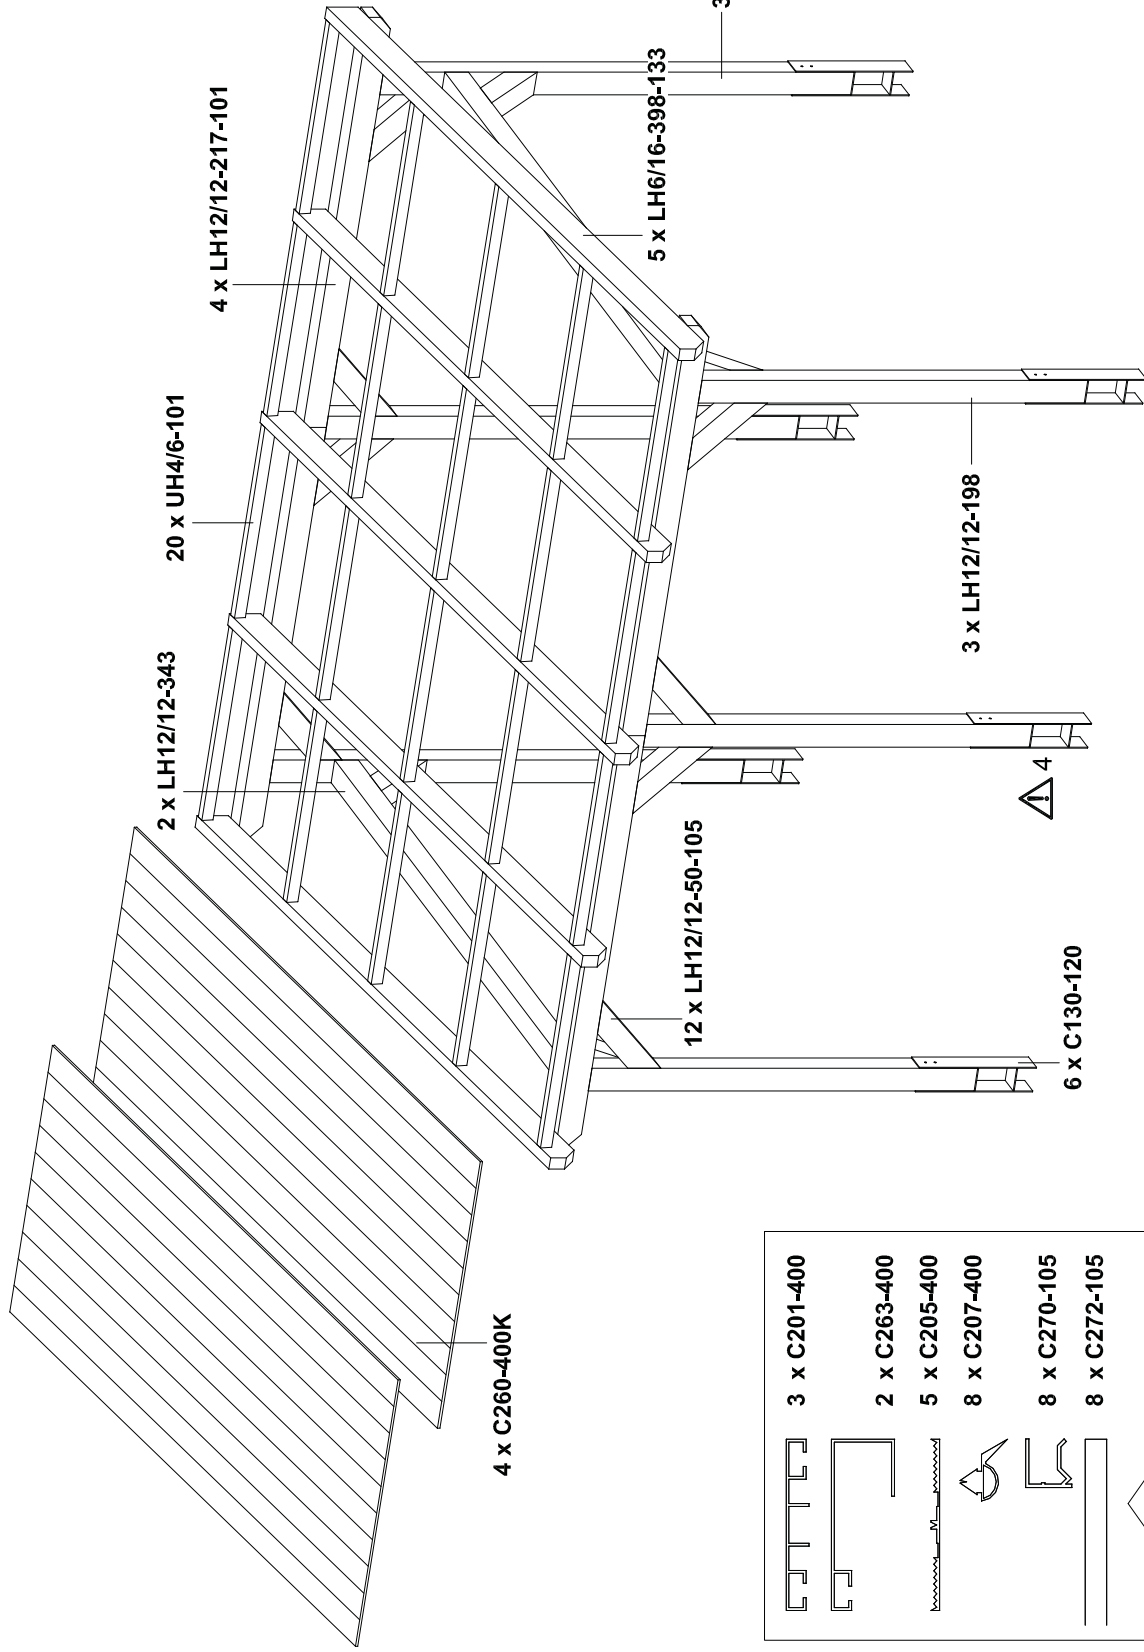 4 x C260-400K
2 x LH12/12-343
20 x UH4/6-101
4 x LH12/12-217-101
5 x LH6/16-398-133
3
3 x LH12/12-198
12 x LH12/12-50-105
4
6 x C130-120
3 x C201-400
2 x C263-400
5 x C205-400
8 x C207-400
8 x C270-105
8 x C272-105